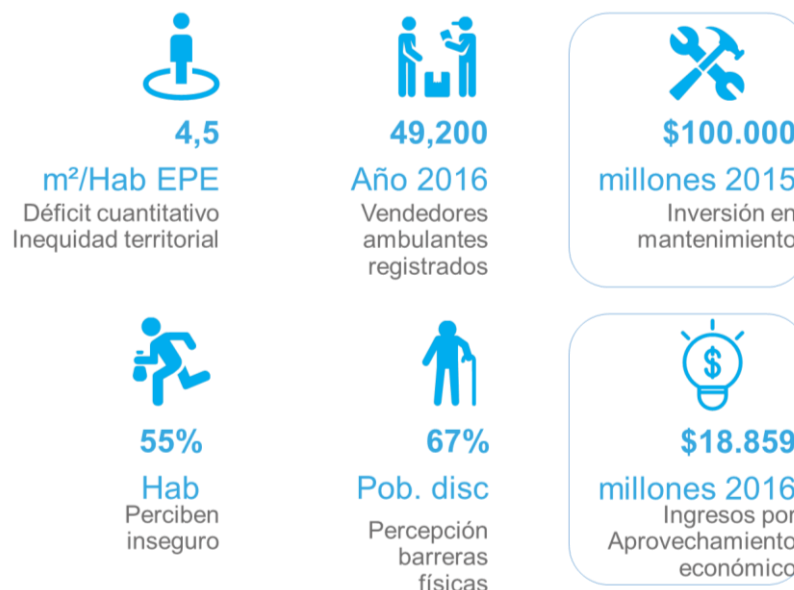 4,5
m²/Hab EPE
Déficit cuantitativo
Inequidad territorial
49,200
Año 2016
Vendedores
ambulantes
registrados
$100.000
millones 2015
Inversión en
mantenimiento
55%
Hab
Perciben
inseguro
67%
Pob. disc
Percepción
barreras
físicas
$
$18.859
millones 2016
Ingresos por
Aprovechamiento
económico